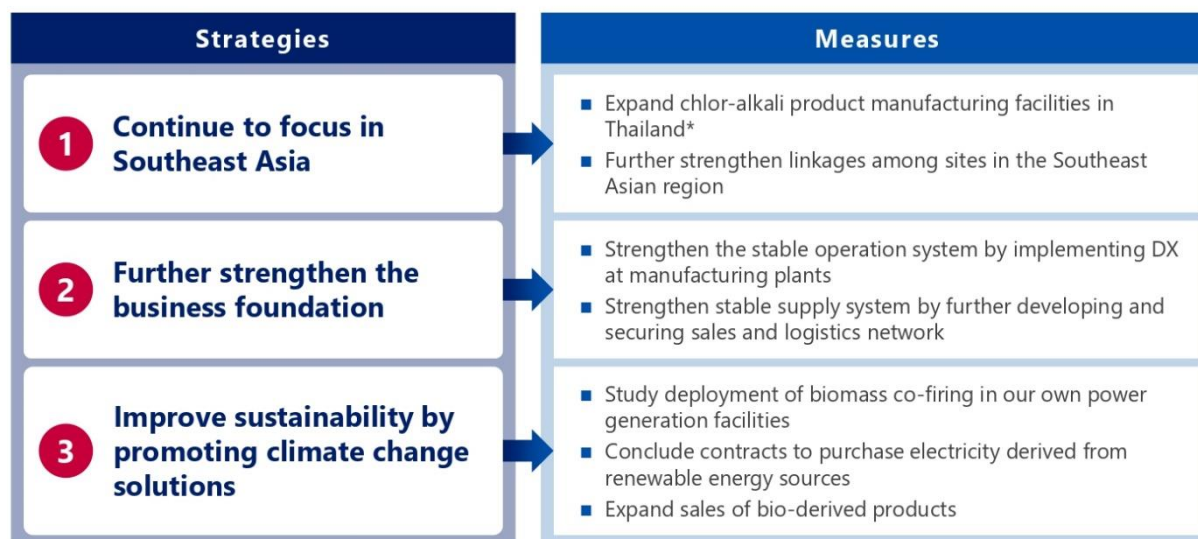 Strategies
Measures
1
Continue to focus in
Southeast Asia
■ Expand chlor-alkali product manufacturing facilities in
Thailand*
■ Further strengthen linkages among sites in the Southeast
Asian region
2
Further strengthen the
business foundation
■ Strengthen the stable operation system by implementing DX
at manufacturing plants
■ Strengthen stable supply system by further developing and
securing sales and logistics network
3
Improve sustainability by
promoting climate change
solutions
■ Study deployment of biomass co-firing in our own power
generation facilities
■ Conclude contracts to purchase electricity derived from
renewable energy sources
■ Expand sales of bio-derived products